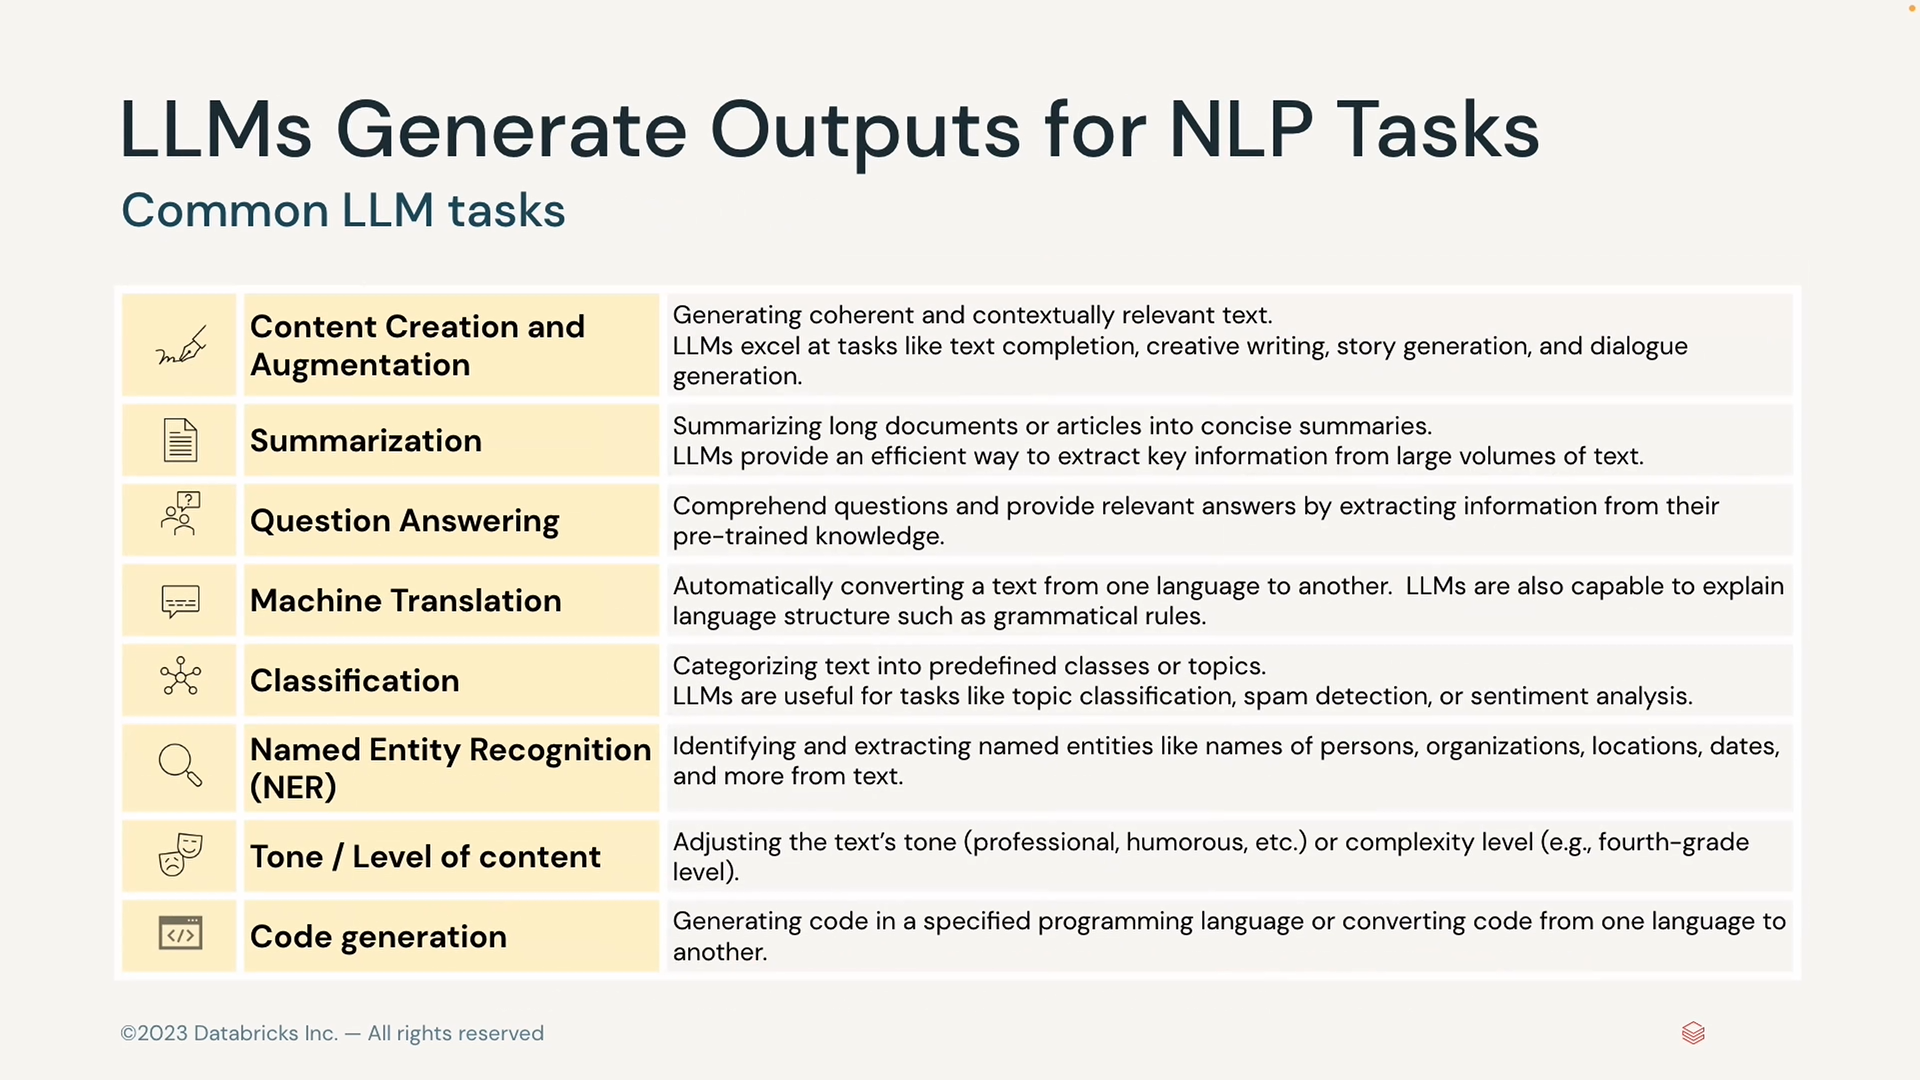 LLMs Generate Outputs for NLP Tasks
Common LLM tasks
Content Creation and
Augmentation
Generating coherent and contextually relevant text.
LLMs excel at tasks like text completion, creative writing, story generation, and dialogue
generation.
Summarization
Summarizing long documents or articles into concise summaries.
LLMs provide an efficient way to extract key information from large volumes of text.
?
Question Answering
Comprehend questions and provide relevant answers by extracting information from their
pre-trained knowledge.
Machine Translation
Automatically converting a text from one language to another.  LLMs are also capable to explain
language structure such as grammatical rules.
Classification
Categorizing text into predefined classes or topics.
LLMs are useful for tasks like topic classification, spam detection, or sentiment analysis.
Named Entity Recognition
(NER)
Identifying and extracting named entities like names of persons, organizations, locations, dates,
and more from text.
Tone / Level of content
Adjusting the text’s tone (professional, humorous, etc.) or complexity level (e.g., fourth-grade
level).
</>
Code generation
Generating code in a specified programming language or converting code from one language to
another.
©2023 Databricks Inc. — All rights reserved